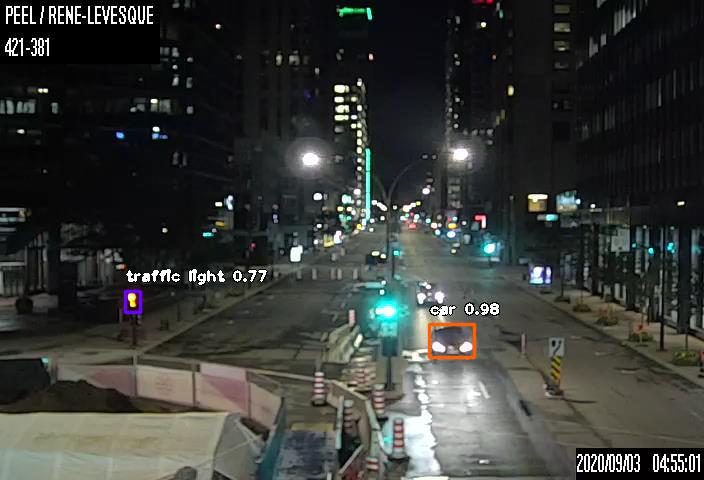 PEEL / RENE-LEVESQUE
421-381
traffic light 0.77
car 0.98
2020/09/03 04:55:01